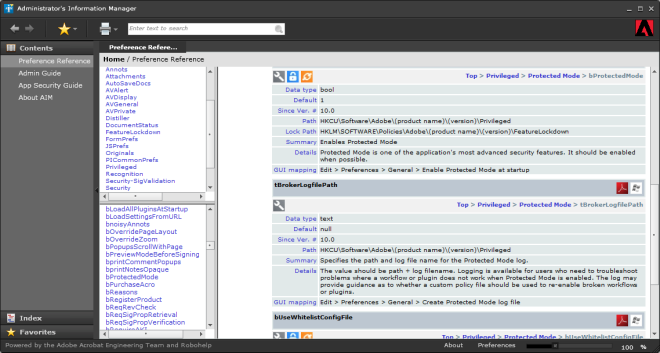 Administrator's Information Manager
Enter text to search
Contents
Preference Reference
Admin Guide
App Security Guide
About AIM
Index
Favorites
Preference Refere...
Home / Preference Reference
Annots
Attachments
AutoSaveDocs
AVAlert
AVDisplay
AVGeneral
AVPrivate
Distiller
DocumentStatus
FeatureLockdown
FormPrefs
JSPrefs
Originals
PICommonPrefs
Privileged
Recognition
Security-SigValidation
Security
bLoadAllPluginsAtStartup
bLoadSettingsFromURL
bnoisyAnnots
bOverridePageLayout
bOverrideZoom
bPopupsScrollWithPage
bPreviewModeBeforeSigning
bprintCommentPopups
bprintNotesOpaque
bProtectedMode
bPurchaseAcro
bReasons
bRegisterProduct
bReqRevCheck
bReqSigPropRetrieval
bReqSigPropVerification
Top > Privileged > Protected Mode > bProtectedMode
Data type bool
Default 1
Since Ver. # 10.0
Path HKCU\Software\Adobe\(product name)\(version)\Privileged
Lock Path HKLM\SOFTWARE\Policies\Adobe\(product name)\(version)\FeatureLockdown
Summary Enables Protected Mode
Details Protected Mode is one of the application's most advanced security features. It should be enabled
when possible.
GUI mapping Edit > Preferences > General > Enable Protected Mode at startup
tBrokerLogfilePath
Top > Privileged > Protected Mode > tBrokerLogfilePath
Data type text
Default null
Since Ver. # 10.0
Path HKCU\Software\Adobe\(product name)\(version)\Privileged
Summary Specifies the path and log file name for the Protected Mode log.
Details The value should be path + log filename. Logging is available for users who need to troubleshoot
problems where a workflow or plugin does not work when Protected Mode is enabled. The log may
provide guidance as to whether a custom policy file should be used to re-enable broken workflows
or plugins.
GUI mapping Edit > Preferences > General > Create Protected Mode log file
bUseWhitelistConfigFile
Top > Privileged > Protected Mode > bUseWhitelistConfigFile
Powered by the Adobe Acrobat Engineering Team and Robohelp
About Preferences 100 %